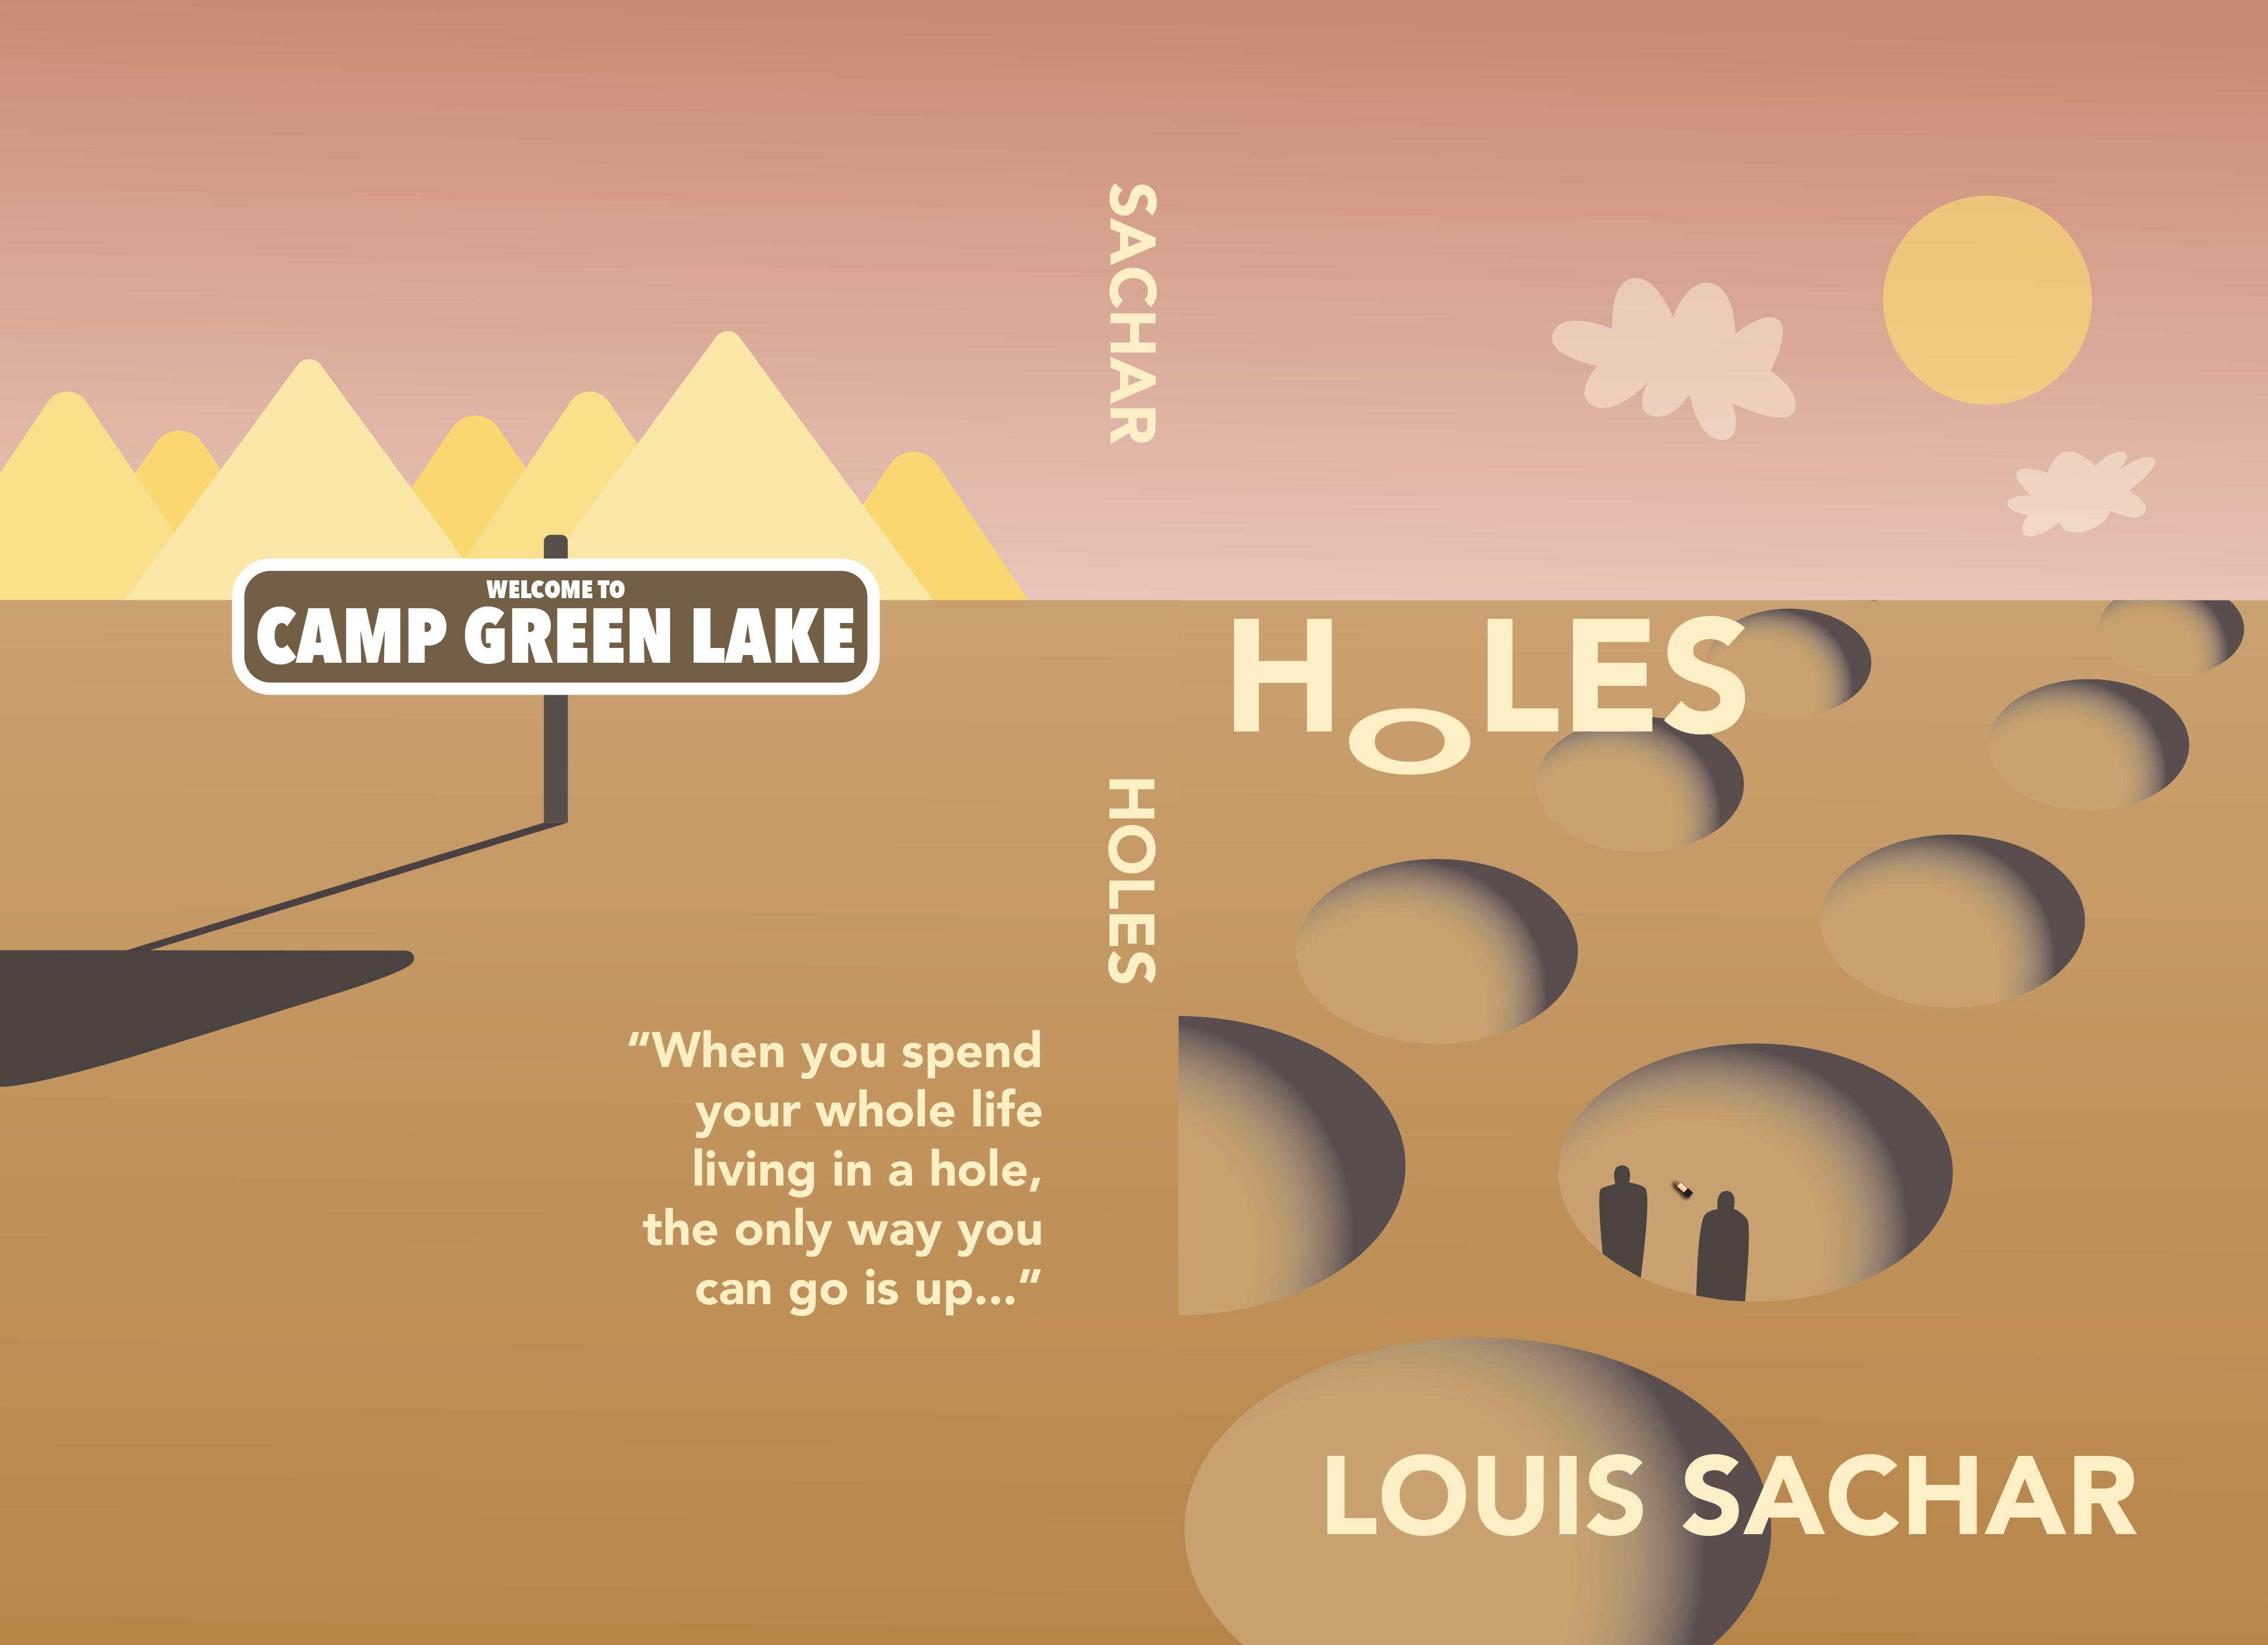 WELCOME TO
CAMP GREEN LAKE
“When you spend
your whole life
living in a hole,
the only way you
can go is up...”
SACHAR
HOLES
HOLES
LOUIS SACHAR